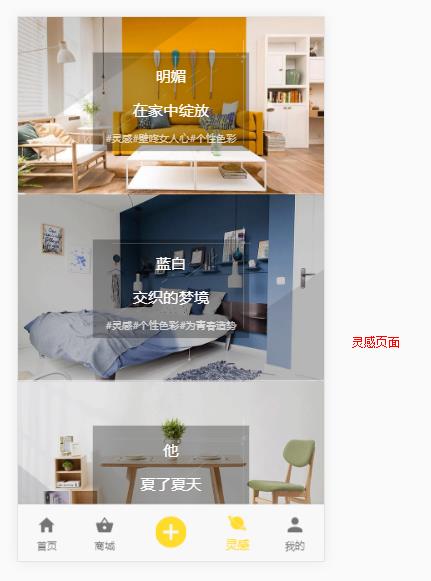 明媚
在家中绽放
#灵感#壁咚女人心#个性色彩
蓝白
交织的梦境
#灵感#个性色彩#为青春造势
灵感页面
他
夏了夏天
首页
商城
灵感
我的